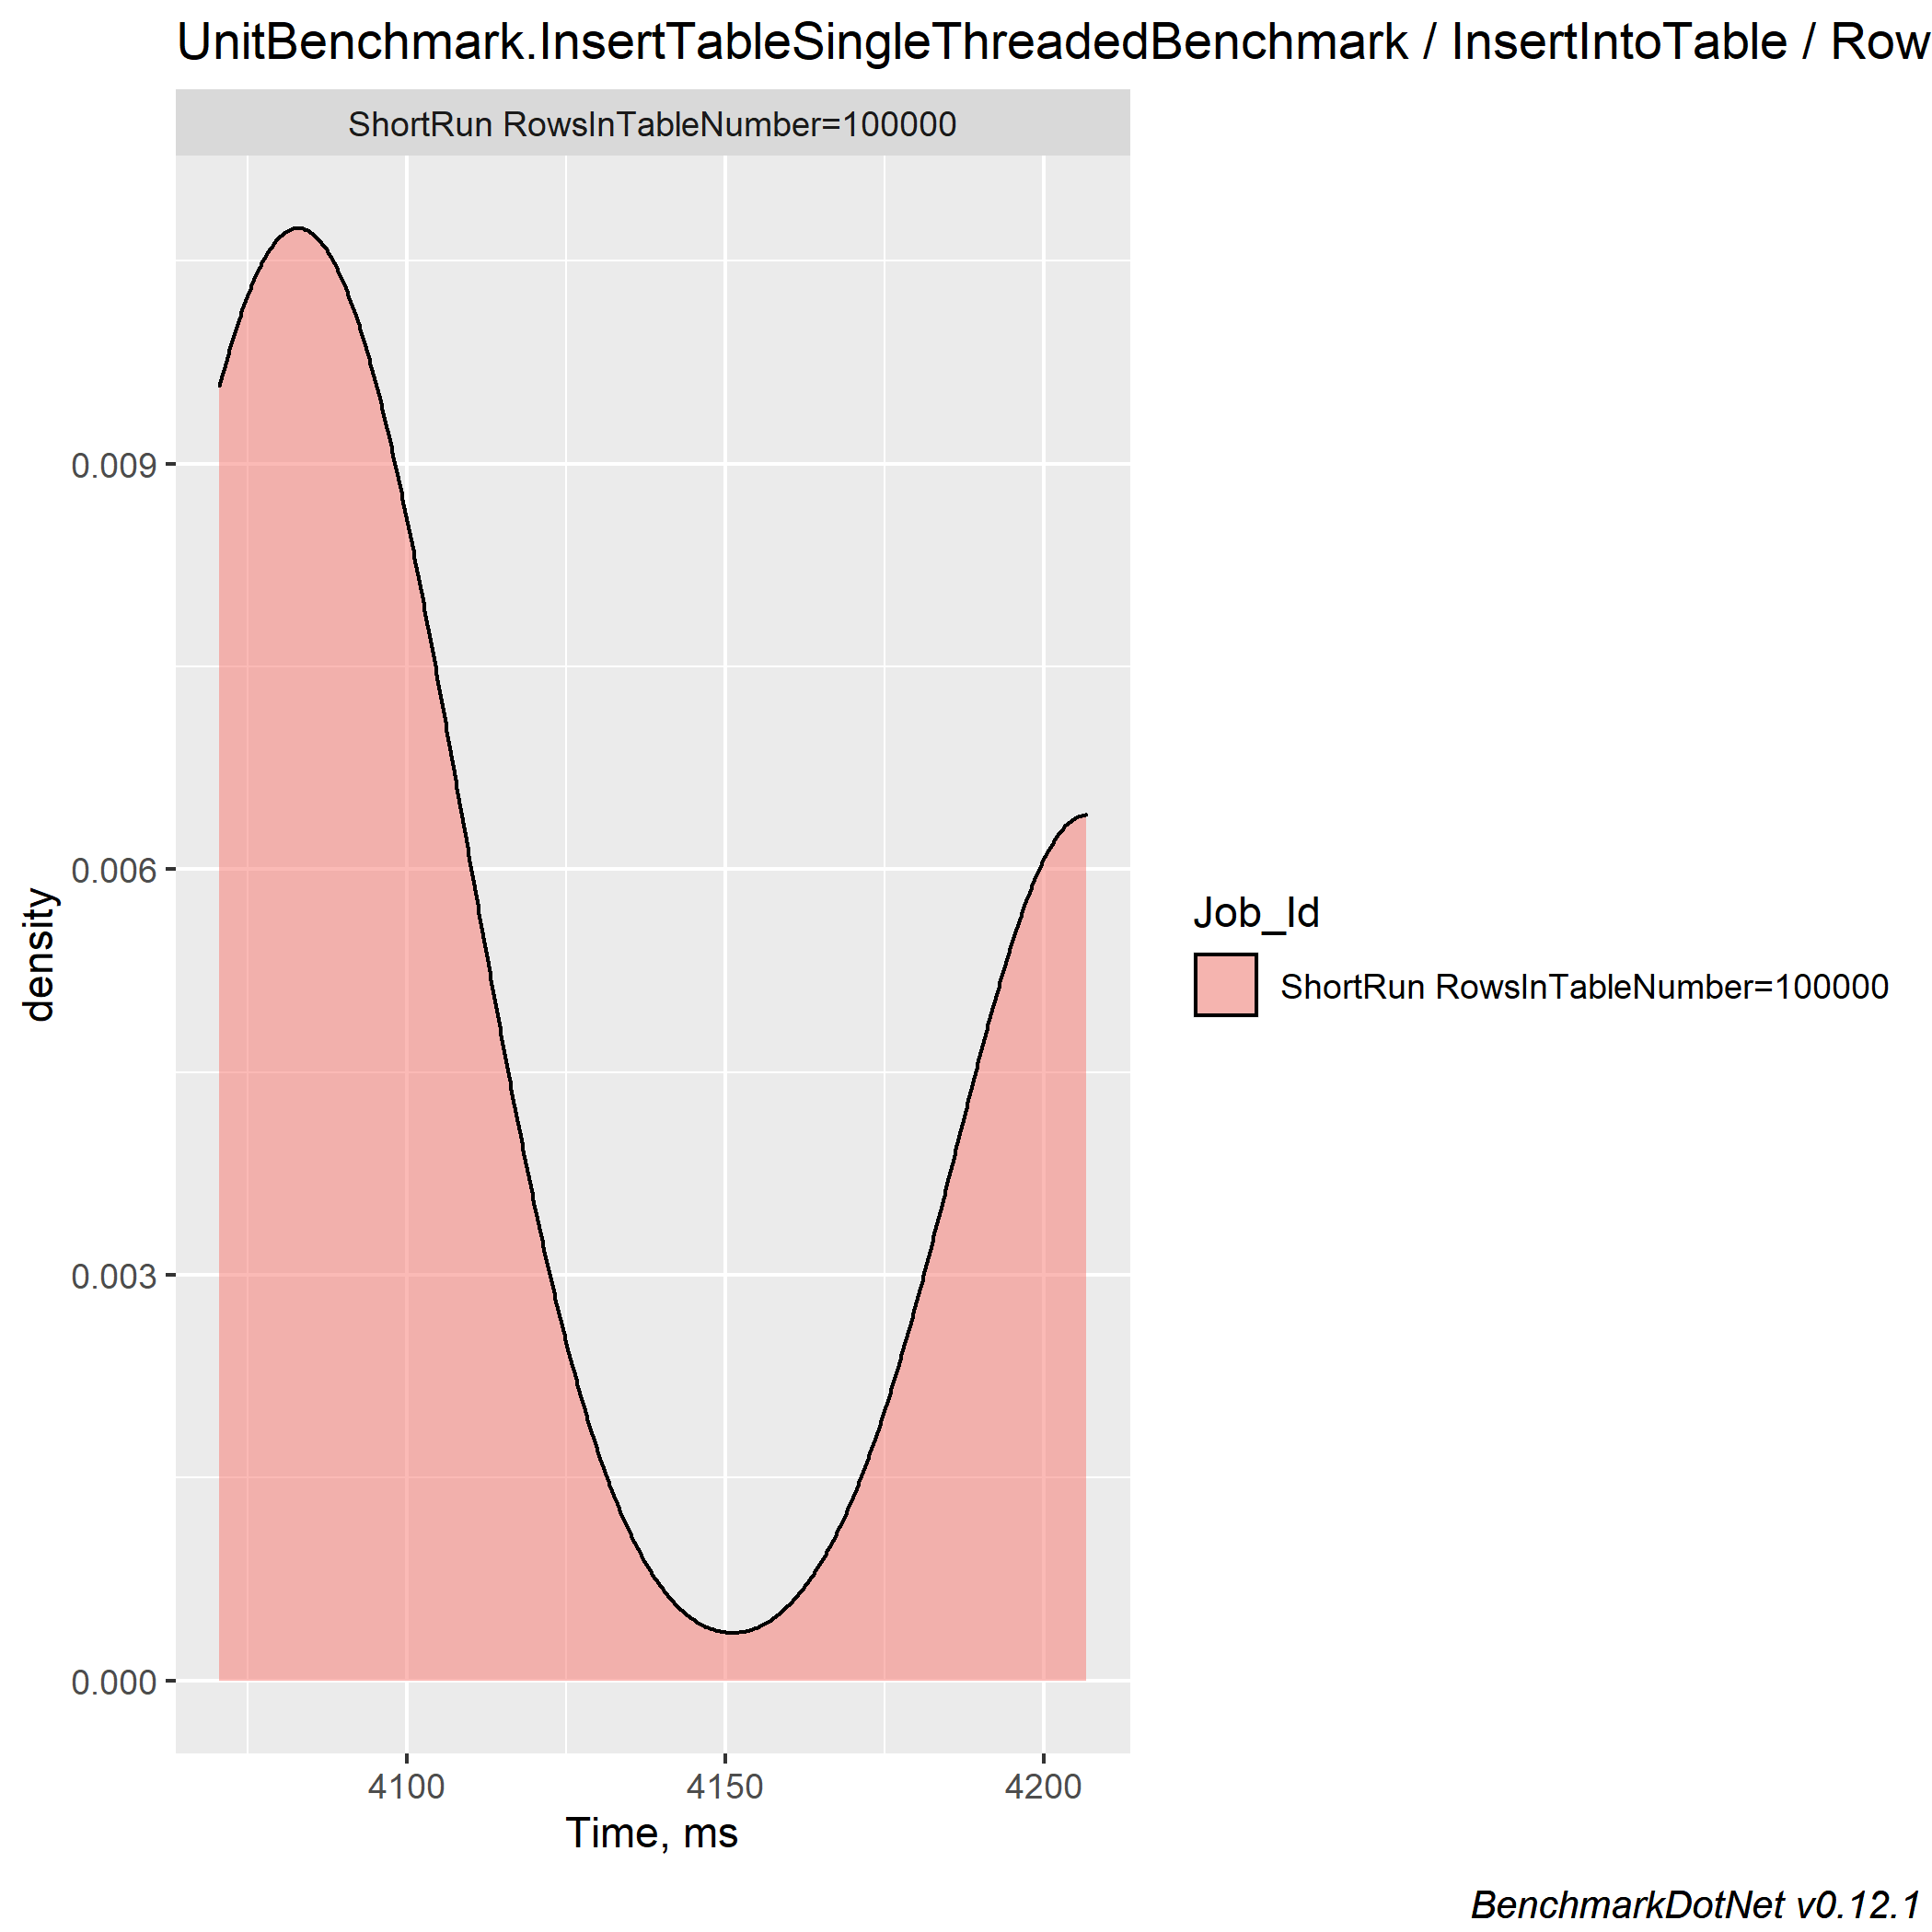 UnitBenchmark.InsertTableSingleThreadedBenchmark / InsertIntoTable / Row
ShortRun RowsInTableNumber=100000
0.009
0.006
0.003
0.000
density
4100 4150 4200
Time, ms
Job_Id
ShortRun RowsInTableNumber=100000
BenchmarkDotNet v0.12.1